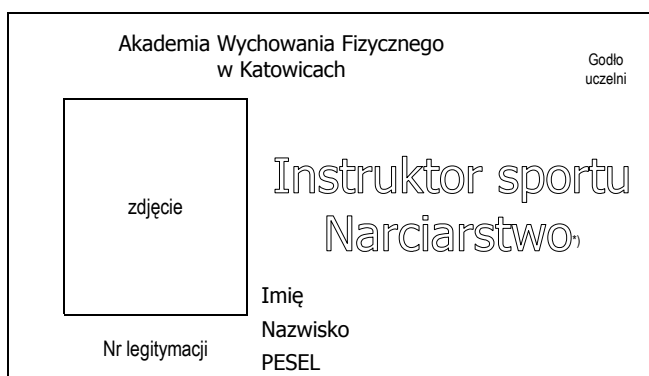 Akademia Wychowania Fizycznego
w Katowicach
Godło
uczelni
zdjęcie
Instruktor sportu
Narciarstwo*)
Imię
Nazwisko
Nr legitymacji
PESEL